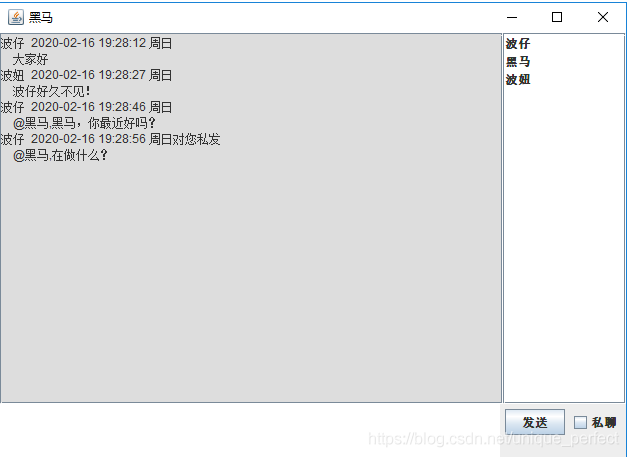 黑马
波仔 2020-02-16 19:28:12 周日
大家好
波妞 2020-02-16 19:28:27 周日
波仔好久不见!
波仔 2020-02-16 19:28:46 周日
@黑马,黑马，你最近好吗?
波仔 2020-02-16 19:28:56 周日对您私发
@黑马,在做什么?
波仔
黑马
波妞
发送
私聊
https://blog.csdn.net/unique_perfect